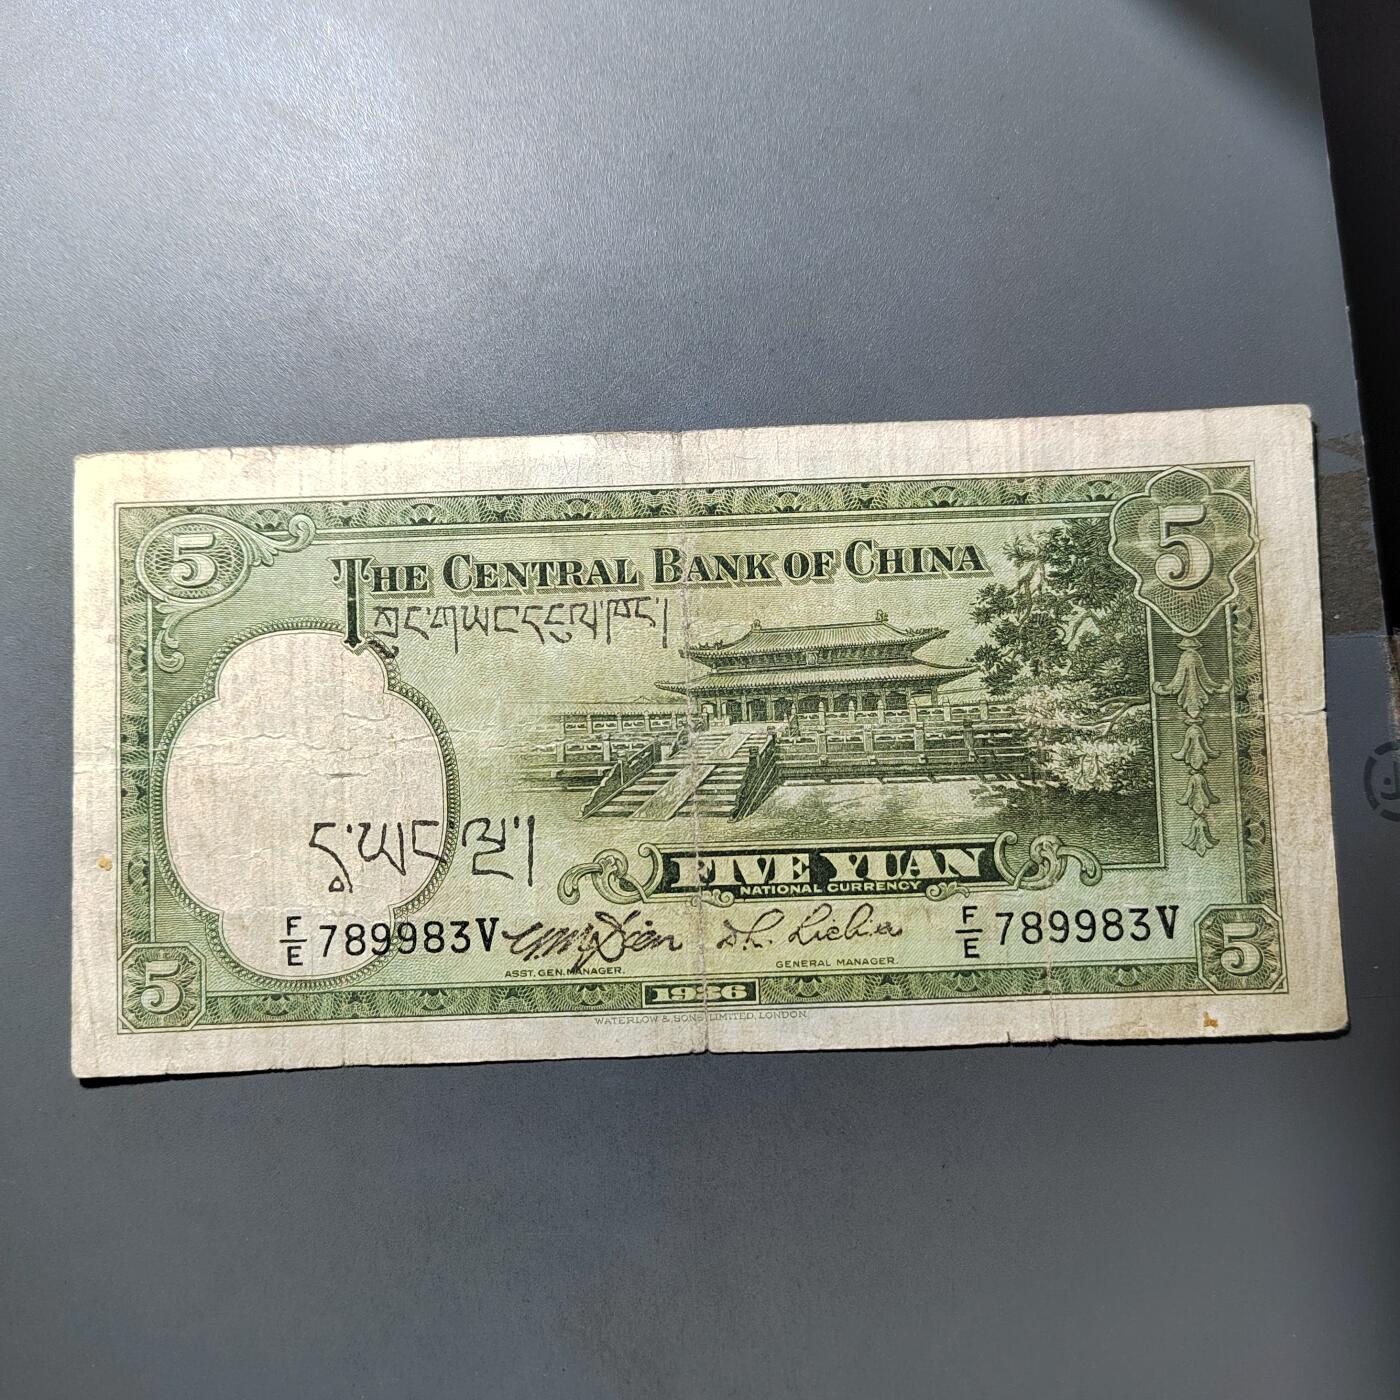 5 5
THE CENTRAL BANK OF CHINA
ཀྲང་གཡང་དངུལ་ཁང་།
དྭ་ཡང་ལྔ།
FIVE YUAN
NATIONAL CURRENCY
F/E 789983V F/E 789983V
ASST. GEN. MANAGER. GENERAL MANAGER.
5 1936 5
WATERLOW & SONS LIMITED, LONDON.